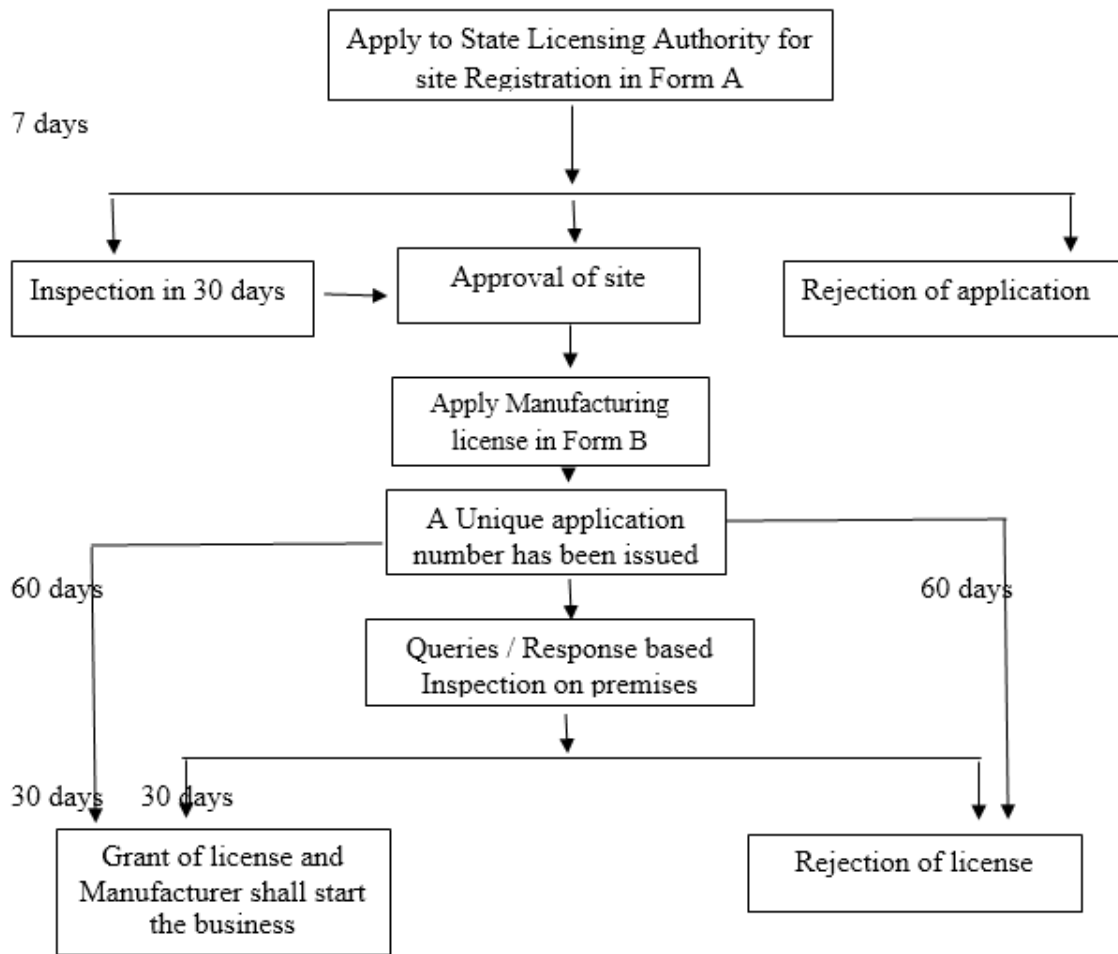 Apply to State Licensing Authority for
site Registration in Form A
7 days
Inspection in 30 days
Approval of site
Rejection of application
Apply Manufacturing
license in Form B
A Unique application
number has been issued
60 days
60 days
Queries / Response based
Inspection on premises
30 days
30 days
Grant of license and
Manufacturer shall start
the business
Rejection of license